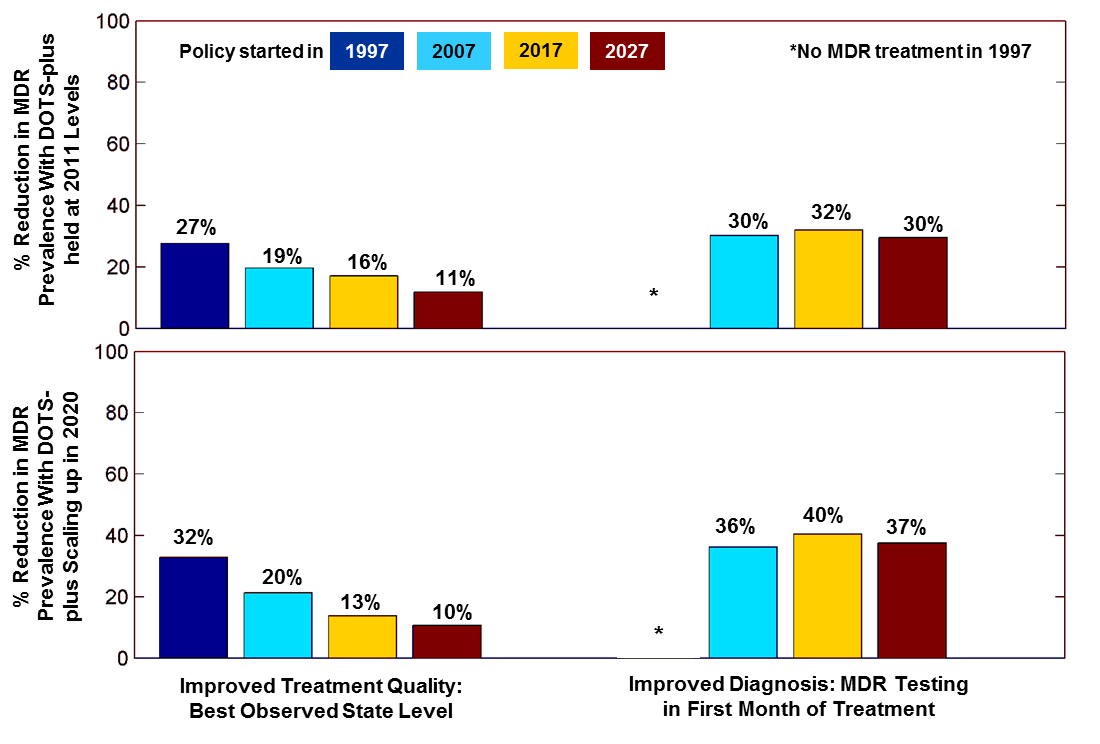 Policy started in 1997 2007 2017 2027 *No MDR treatment in 1997
% Reduction in MDR
Prevalence With DOTS-plus
held at 2011 Levels
100
80
60
40
20
0
27%
19%
16%
11%
*
30%
32%
30%
% Reduction in MDR
Prevalence With DOTS-
plus Scaling up in 2020
100
80
60
40
20
0
32%
20%
13%
10%
*
36%
40%
37%
Improved Treatment Quality:
Best Observed State Level
Improved Diagnosis: MDR Testing
in First Month of Treatment